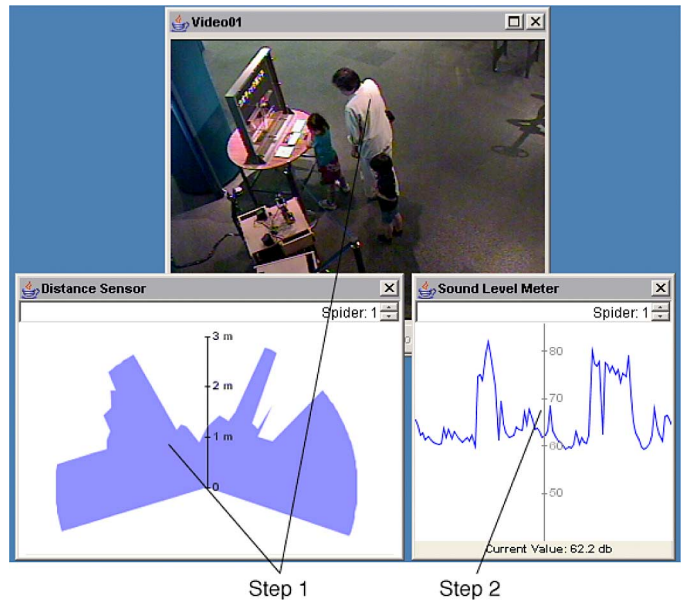 Video01
Distance Sensor
Spider: 1
3 m
2 m
1 m
0
Sound Level Meter
Spider: 1
80
70
60
50
Current Value: 62.2 db
Step 1
Step 2